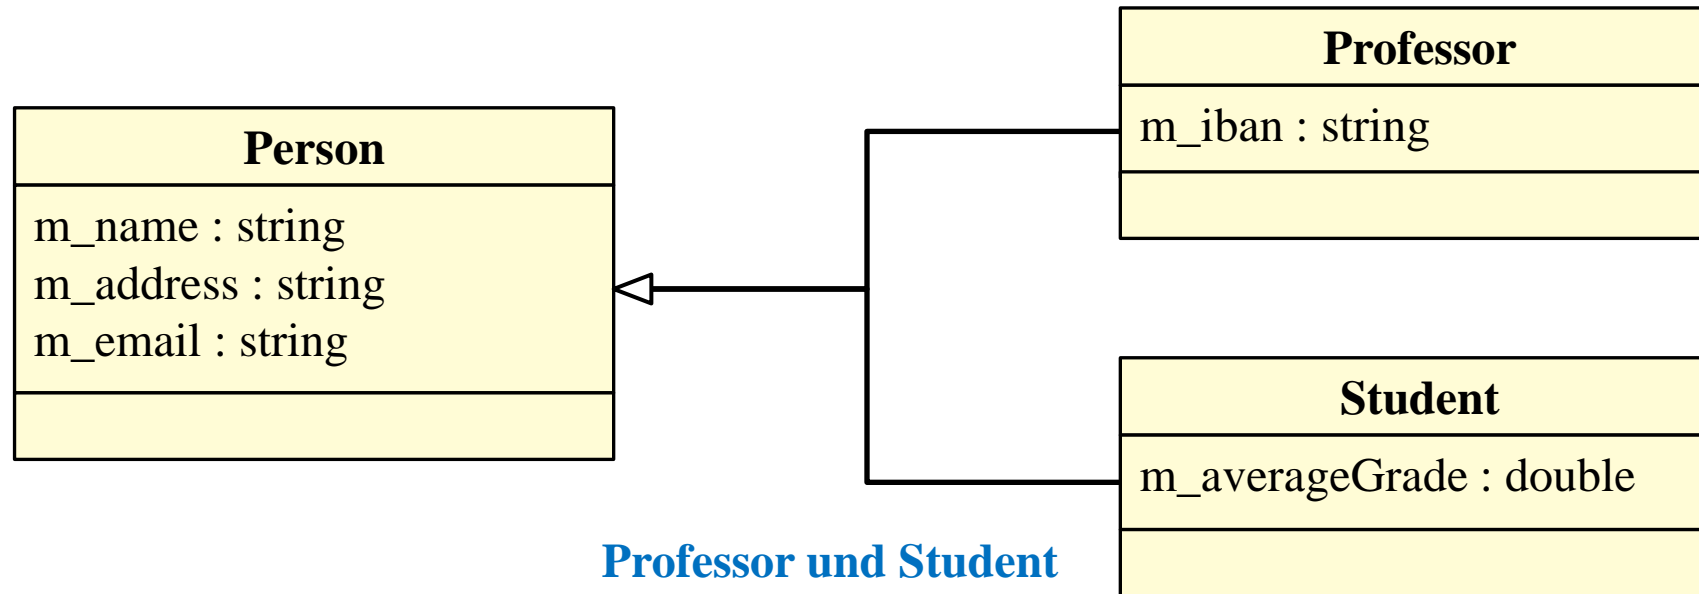 Person
m_name : string
m_address : string
m_email : string
Professor
m_iban : string
Student
m_averageGrade : double
Professor und Student